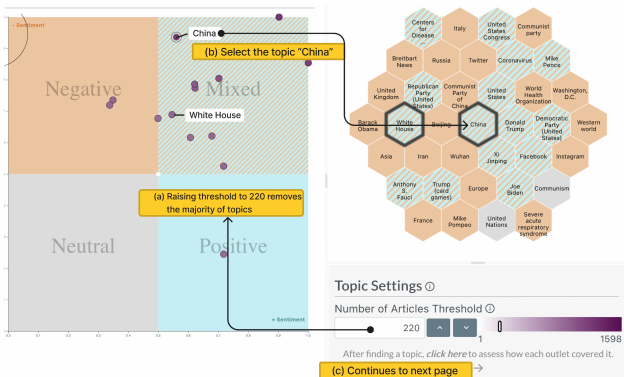 - Sentiment
China
(b) Select the topic "China"
Negative
Mixed
White House
(a) Raising threshold to 220 removes
the majority of topics
Neutral
Positive
+ Sentiment
Centers
for
Disease
...
Italy
United
States
Congress
Communist
party
Breitbart
News
Russia
Twitter
Coronavirus
Mike
Pence
United
Kingdom
Republican
Party
(United
States)
Communist
Party
of
China
United
States
World
Health
Organization
Washington,
D.C.
Barack
Obama
White
House
Beijing
China
Donald
Trump
Democratic
Party
(United
States)
Western
world
Asia
Iran
Wuhan
Xi
Jinping
Facebook
Instagram
Anthony
S.
Fauci
Trump
(card
games)
Europe
Joe
Biden
Communism
France
Mike
Pompeo
United
Nations
Severe
acute
respiratory
syndrome
Topic Settings
Number of Articles Threshold
220
1
1598
After finding a topic, click here to assess how each outlet covered it.
(c) Continues to next page